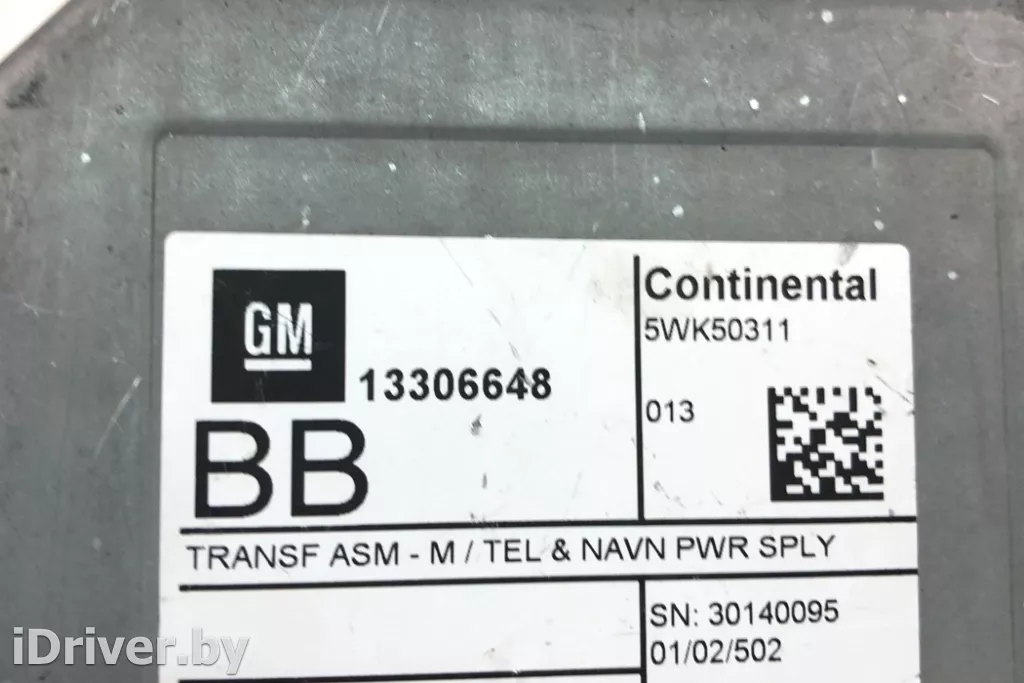 GM
13306648
BB
Continental
5WK50311
013
TRANSF ASM - M / TEL & NAVN PWR SPLY
SN: 30140095
01/02/502
iDriver.by